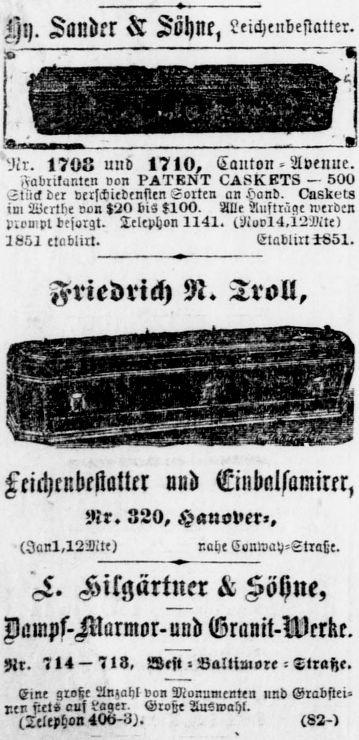 Hy. Sander & Söhne, Leichenbestatter.
Nr. 1708 und 1710, Canton-Avenue.
Fabrikanten von PATENT CASKETS — 500
Stück der verschiedensten Sorten an Hand. Caskets
im Werthe von $20 bis $100. Alle Aufträge werden
prompt besorgt. Telephon 1141. (Nov14,12Mte)
1851 etablirt. Etablirt 1851.
Friedrich N. Troll,
Leichenbestatter und Einbalsamirer,
Nr. 320, Hanover-,
(Jan1,12Mte) nahe Conway-Straße.
J. Hilgärtner & Söhne,
Dampf-Marmor- und Granit-Werke.
Nr. 714 — 718, West-Baltimore-Straße.
Eine große Anzahl von Monumenten und Grabstei-
nen stets auf Lager. Große Auswahl.
(Telephon 406-3). (82-)